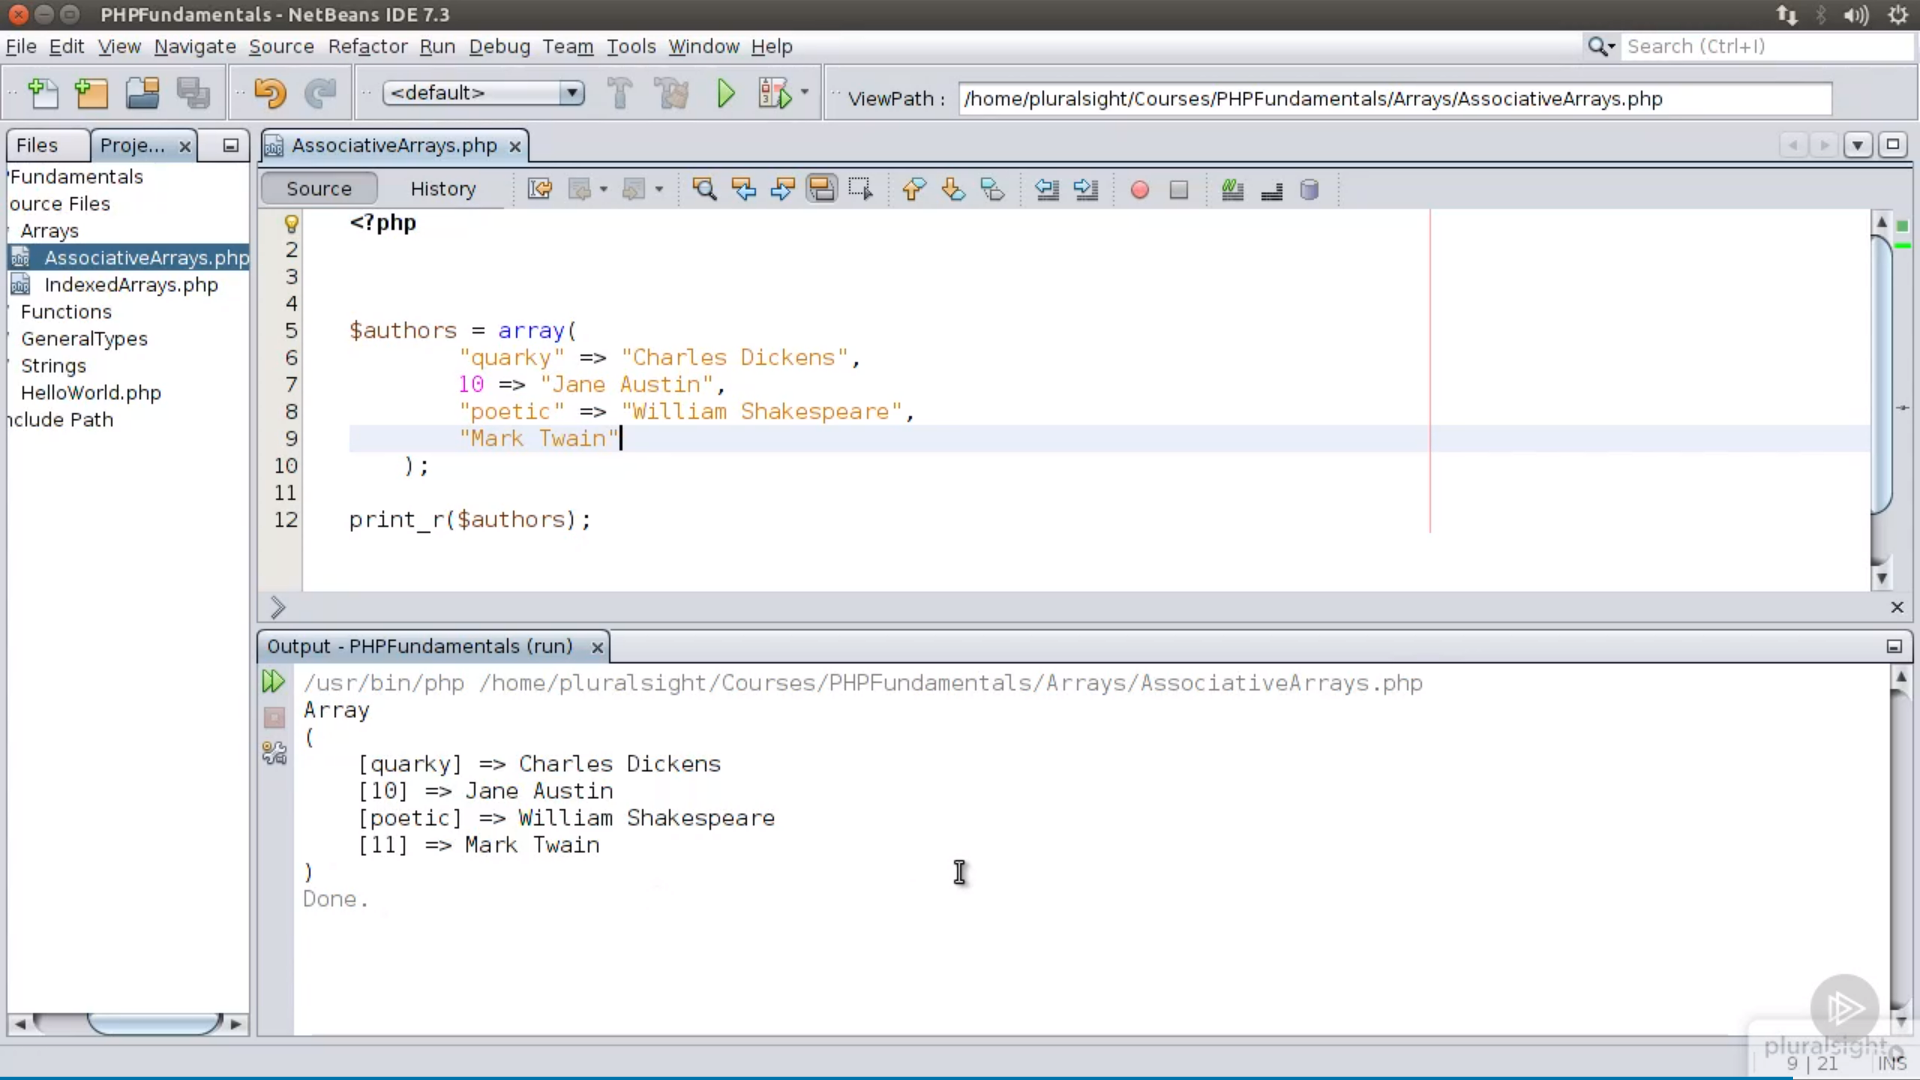 PHPFundamentals - NetBeans IDE 7.3
File Edit View Navigate Source Refactor Run Debug Team Tools Window Help
Search (Ctrl+I)
<default>
ViewPath : /home/pluralsight/Courses/PHPFundamentals/Arrays/AssociativeArrays.php
Files Proje...
AssociativeArrays.php
Fundamentals
ource Files
Arrays
AssociativeArrays.php
IndexedArrays.php
Functions
GeneralTypes
Strings
HelloWorld.php
nclude Path
Source History
<?php
2
3
4
5 $authors = array(
6 "quarky" => "Charles Dickens",
7 10 => "Jane Austin",
8 "poetic" => "William Shakespeare",
9 "Mark Twain"
10 );
11
12 print_r($authors);
Output - PHPFundamentals (run)
/usr/bin/php /home/pluralsight/Courses/PHPFundamentals/Arrays/AssociativeArrays.php
Array
(
[quarky] => Charles Dickens
[10] => Jane Austin
[poetic] => William Shakespeare
[11] => Mark Twain
)
Done.
pluralsight
9 | 21 INS